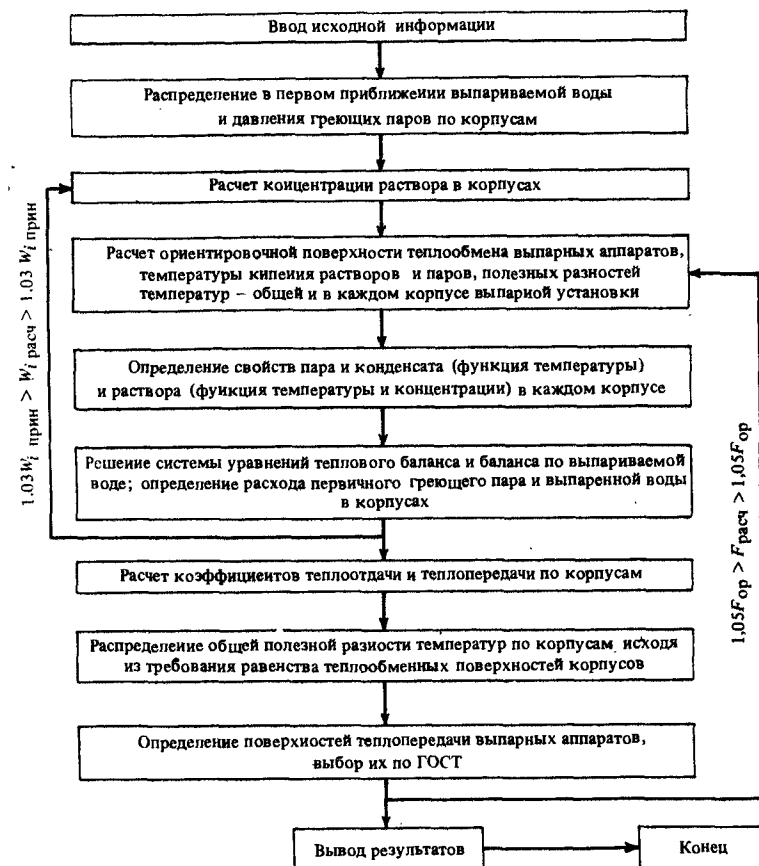 Ввод исходной информации
Распределение в первом приближении выпариваемой воды
и давления греющих паров по корпусам
Расчет концентрации раствора в корпусах
Расчет ориентировочной поверхности теплообмена выпарных аппаратов,
температуры кипения растворов и паров, полезных разностей
температур – общей и в каждом корпусе выпарной установки
Определение свойств пара и конденсата (функция температуры)
и раствора (функция температуры и концентрации) в каждом корпусе
Решение системы уравнений теплового баланса и баланса по выпариваемой
воде; определение расхода первичного греющего пара и выпаренной воды
в корпусах
1.03W_i прин > W_i расч > 1.03 W_i прин
Расчет коэффициентов теплоотдачи и теплопередачи по корпусам
Распределение общей полезной разности температур по корпусам исходя
из требования равенства теплообменных поверхностей корпусов
Определение поверхностей теплопередачи выпарных аппаратов,
выбор их по ГОСТ
1,05F_ор > F_расч > 1,05F_ор
Вывод результатов
Конец